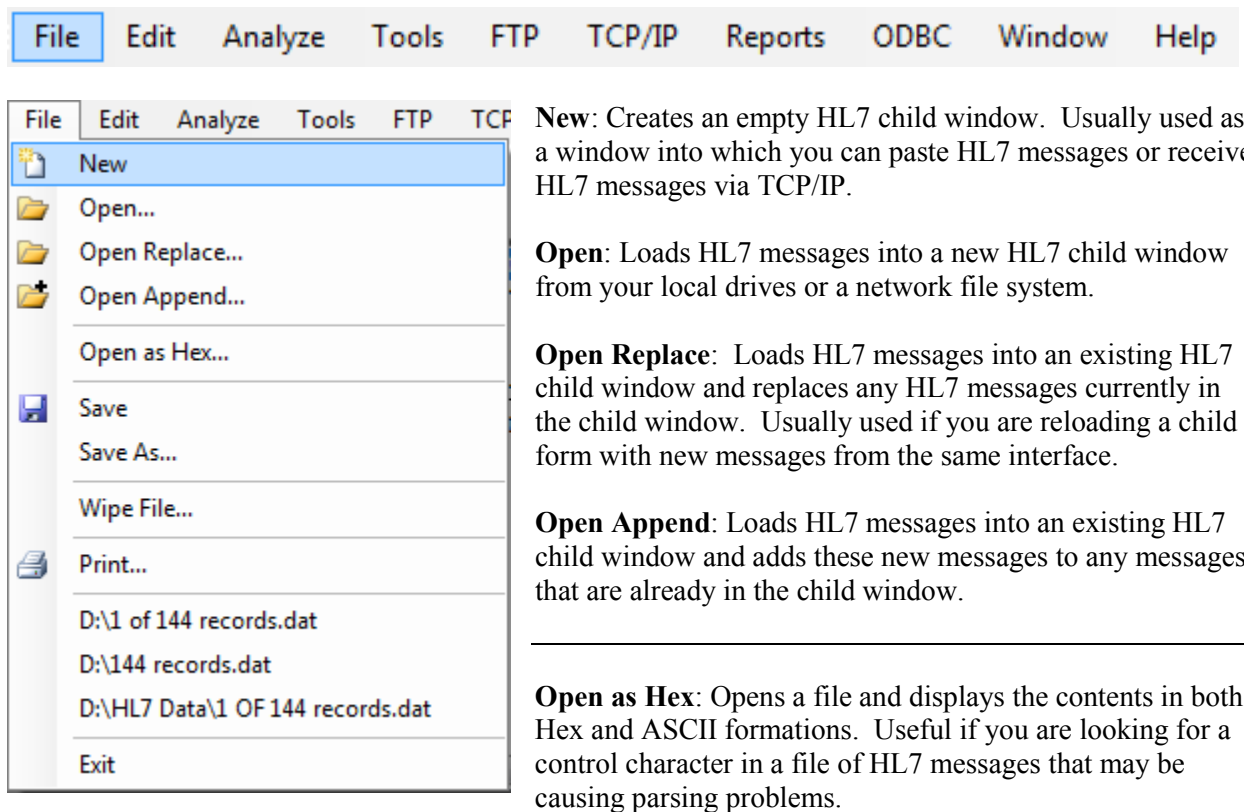 File Edit Analyze Tools FTP TCP/IP Reports ODBC Window Help
File Edit Analyze Tools FTP TCP
New
Open...
Open Replace...
Open Append...
Open as Hex...
Save
Save As...
Wipe File...
Print...
D:\1 of 144 records.dat
D:\144 records.dat
D:\HL7 Data\1 OF 144 records.dat
Exit
New: Creates an empty HL7 child window. Usually used as
a window into which you can paste HL7 messages or receive
HL7 messages via TCP/IP.
Open: Loads HL7 messages into a new HL7 child window
from your local drives or a network file system.
Open Replace: Loads HL7 messages into an existing HL7
child window and replaces any HL7 messages currently in
the child window. Usually used if you are reloading a child
form with new messages from the same interface.
Open Append: Loads HL7 messages into an existing HL7
child window and adds these new messages to any messages
that are already in the child window.
Open as Hex: Opens a file and displays the contents in both
Hex and ASCII formations. Useful if you are looking for a
control character in a file of HL7 messages that may be
causing parsing problems.